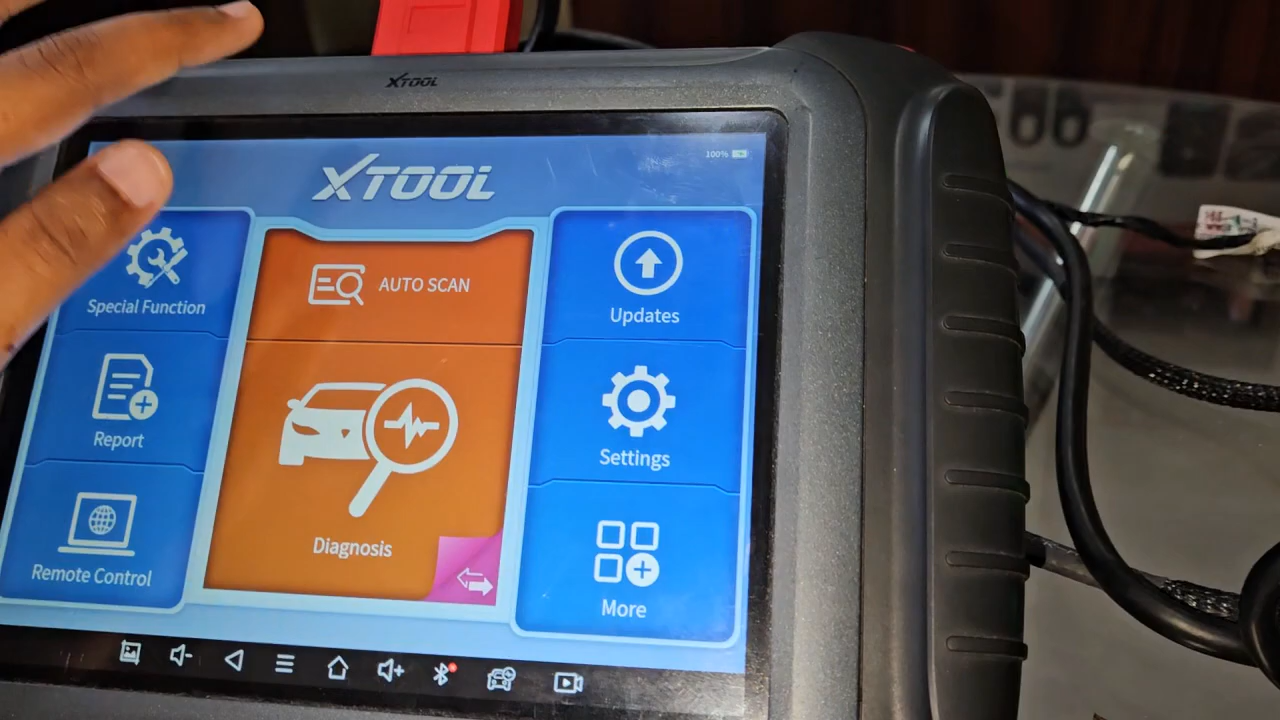 XTOOL
100%
XTOOL
Special Function
AUTO SCAN
Updates
Report
Settings
Diagnosis
Remote Control
More